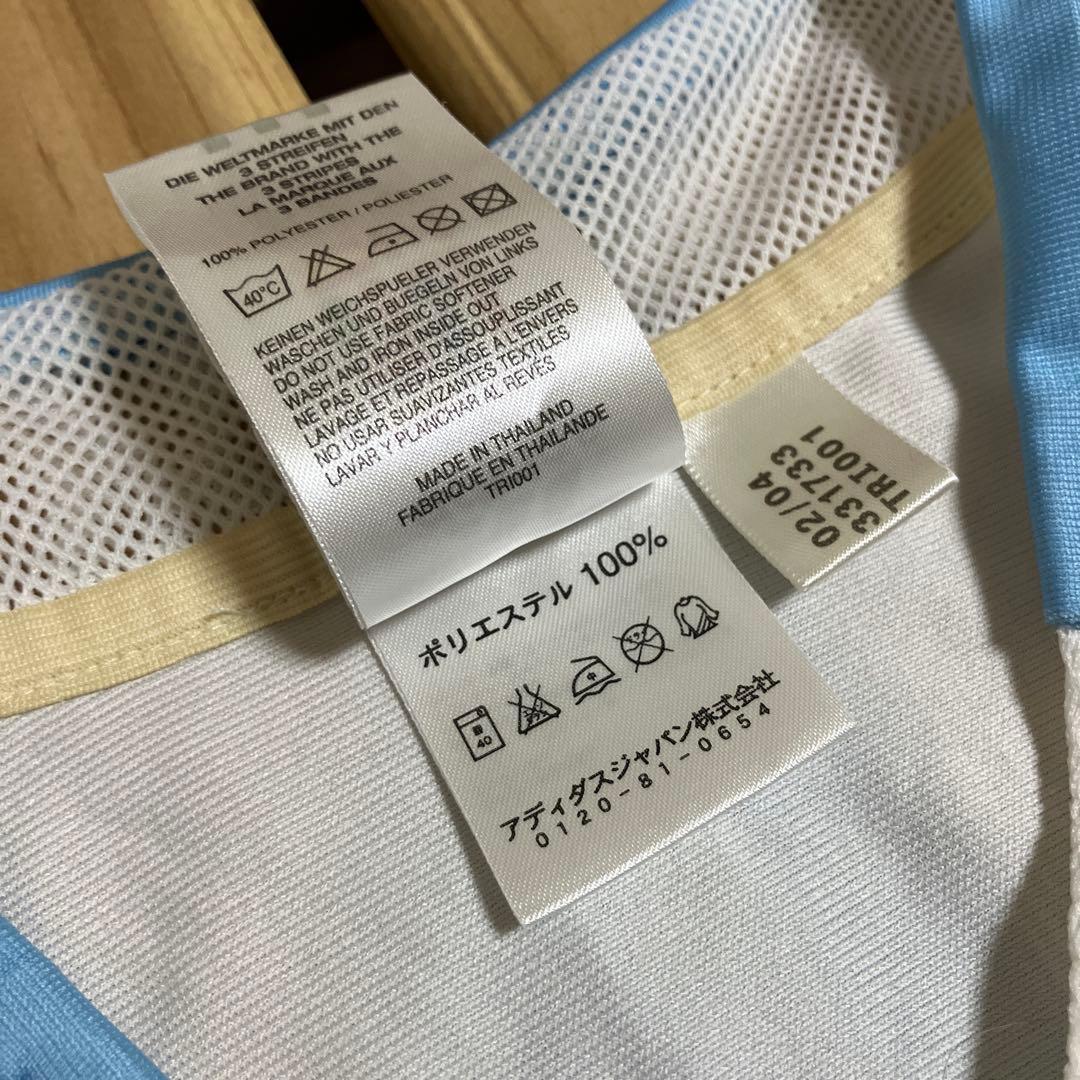 DIE WELTMARKE MIT DEN
3 STREIFEN
THE BRAND WITH THE
3 STRIPES
LA MARQUE AUX
3 BANDES
100% POLYESTER / POLIESTER
40°C
KEINEN WEICHSPUELER VERWENDEN
WASCHEN UND BUEGELN VON LINKS
DO NOT USE FABRIC SOFTENER
WASH AND IRON INSIDE OUT
NE PAS UTILISER D'ASSOUPLISSANT
LAVAGE ET REPASSAGE A L'ENVERS
NO USAR SUAVIZANTES TEXTILES
LAVAR Y PLANCHAR AL REVÉS
MADE IN THAILAND
FABRIQUE EN THAILANDE
TRI001
02/04
331733
TRI001
ポリエステル 100%
40
中
アディダスジャパン株式会社
0120-81-0654